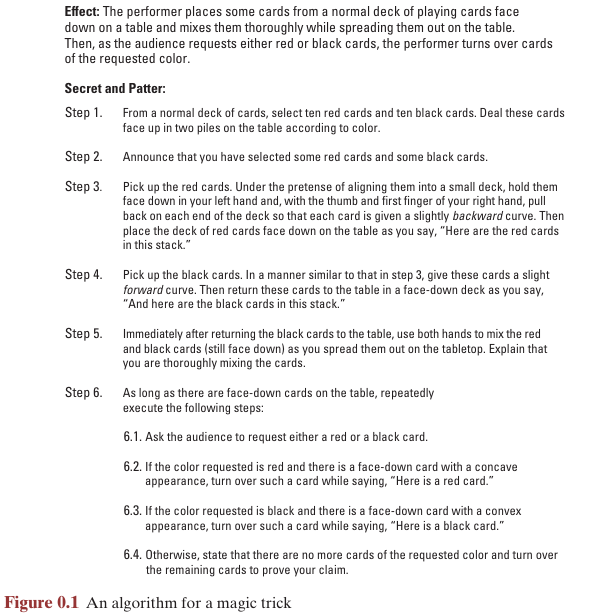 Effect: The performer places some cards from a normal deck of playing cards face
down on a table and mixes them thoroughly while spreading them out on the table.
Then, as the audience requests either red or black cards, the performer turns over cards
of the requested color.
Secret and Patter:
Step 1. From a normal deck of cards, select ten red cards and ten black cards. Deal these cards
face up in two piles on the table according to color.
Step 2. Announce that you have selected some red cards and some black cards.
Step 3. Pick up the red cards. Under the pretense of aligning them into a small deck, hold them
face down in your left hand and, with the thumb and first finger of your right hand, pull
back on each end of the deck so that each card is given a slightly backward curve. Then
place the deck of red cards face down on the table as you say, “Here are the red cards
in this stack.”
Step 4. Pick up the black cards. In a manner similar to that in step 3, give these cards a slight
forward curve. Then return these cards to the table in a face-down deck as you say,
“And here are the black cards in this stack.”
Step 5. Immediately after returning the black cards to the table, use both hands to mix the red
and black cards (still face down) as you spread them out on the tabletop. Explain that
you are thoroughly mixing the cards.
Step 6. As long as there are face-down cards on the table, repeatedly
execute the following steps:
6.1. Ask the audience to request either a red or a black card.
6.2. If the color requested is red and there is a face-down card with a concave
appearance, turn over such a card while saying, “Here is a red card.”
6.3. If the color requested is black and there is a face-down card with a convex
appearance, turn over such a card while saying, “Here is a black card.”
6.4. Otherwise, state that there are no more cards of the requested color and turn over
the remaining cards to prove your claim.
Figure 0.1 An algorithm for a magic trick